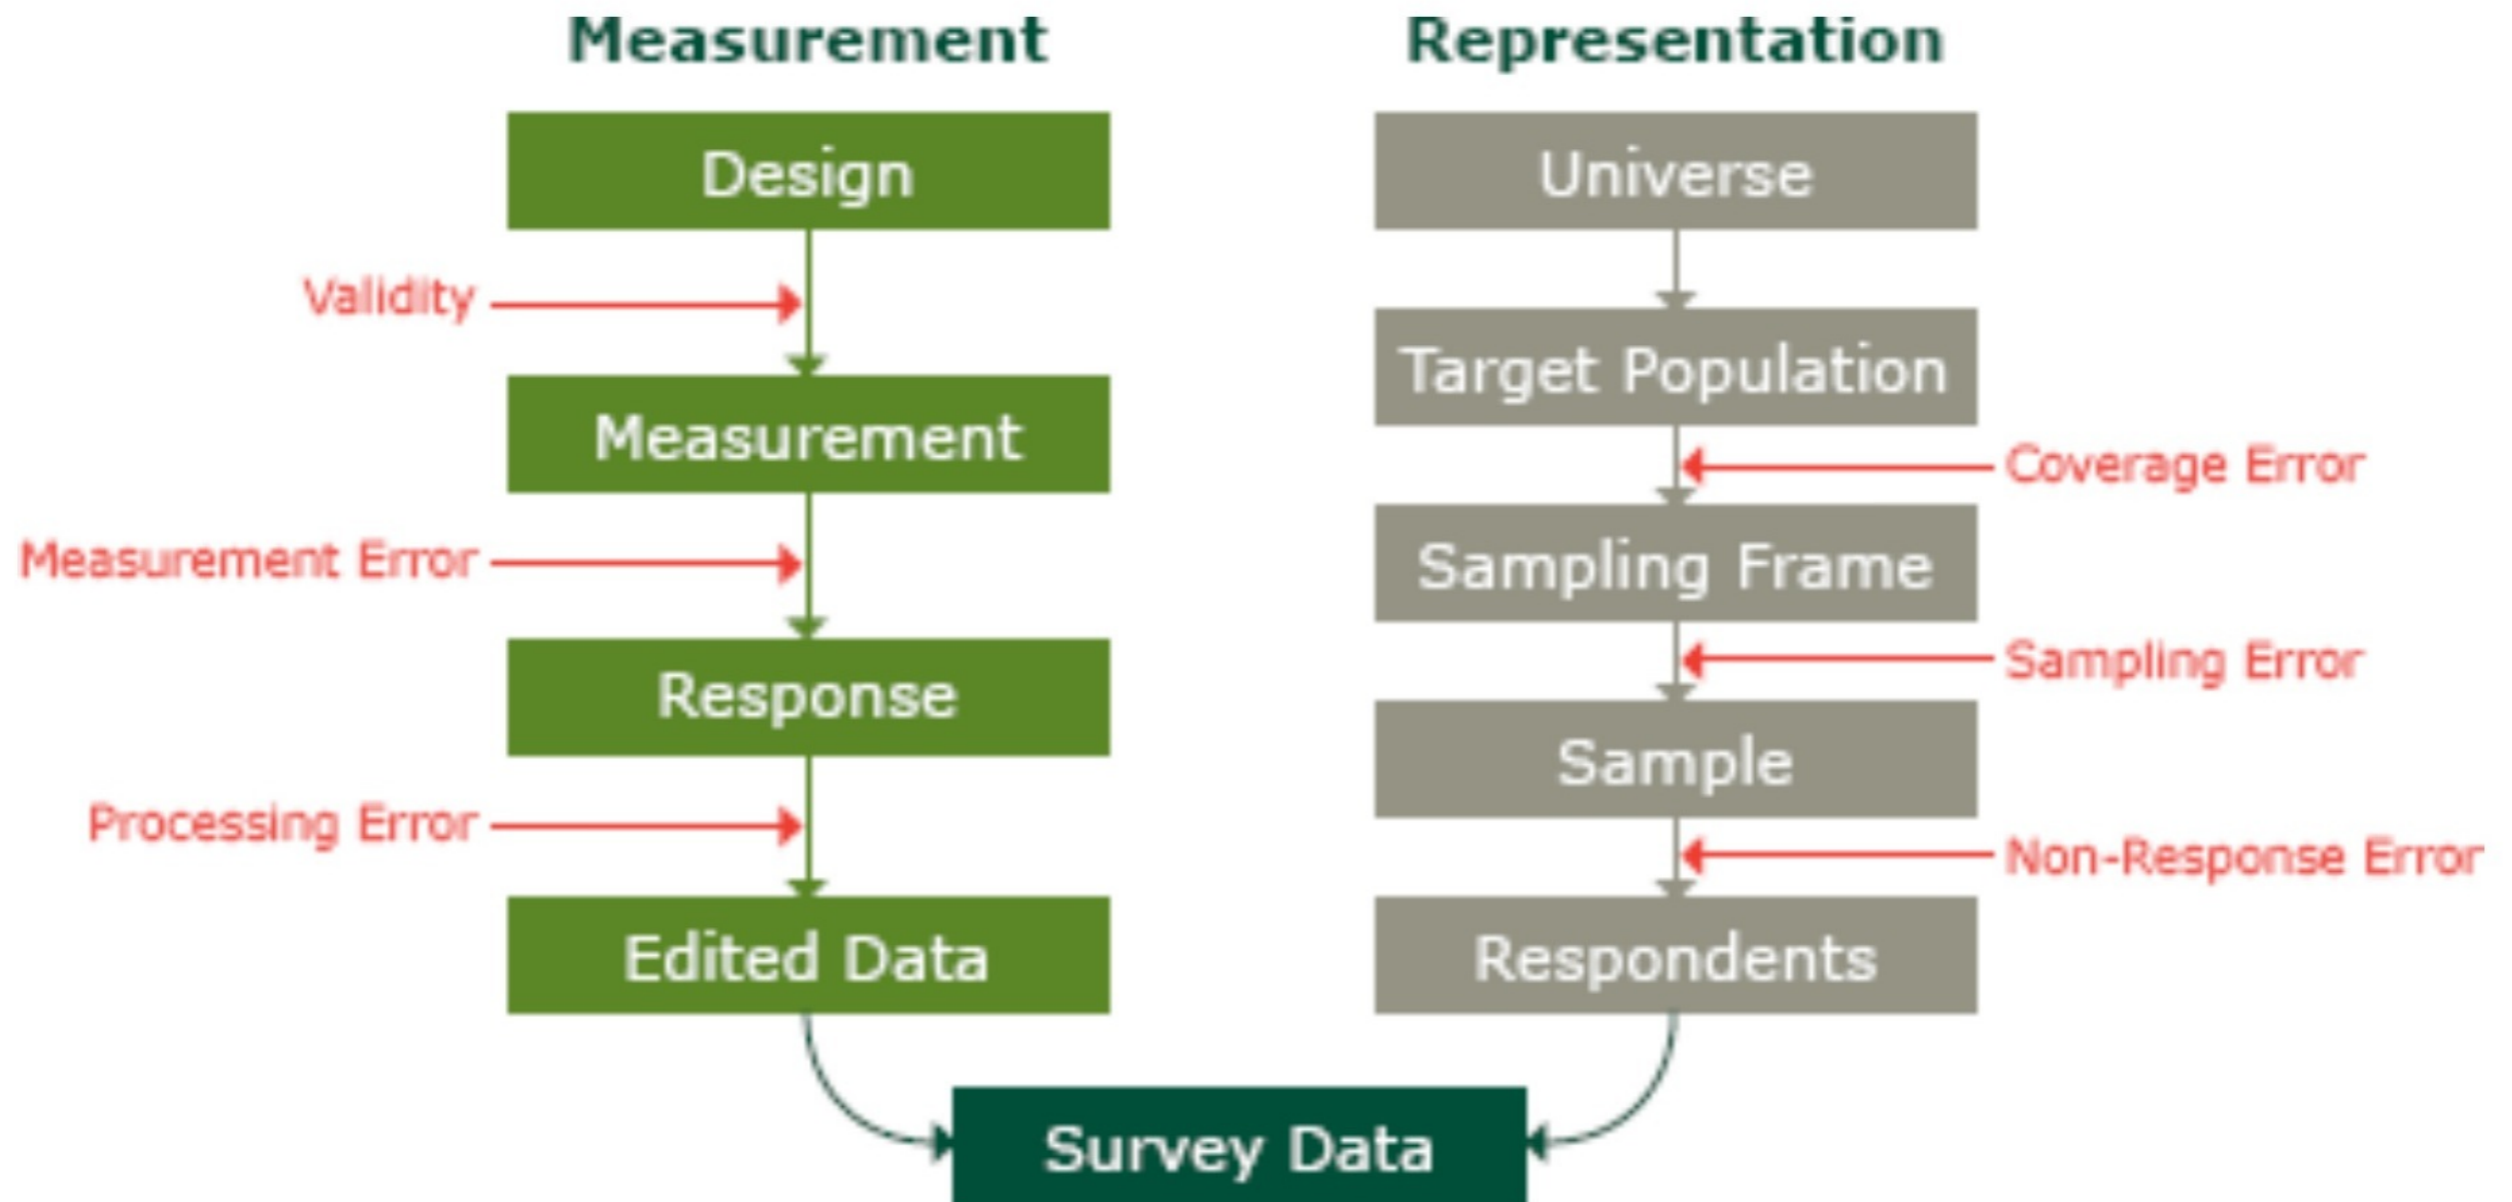 Measurement
Representation
Design
Universe
Validity
Target Population
Measurement
Coverage Error
Measurement Error
Sampling Frame
Response
Sampling Error
Sample
Processing Error
Non-Response Error
Edited Data
Respondents
Survey Data